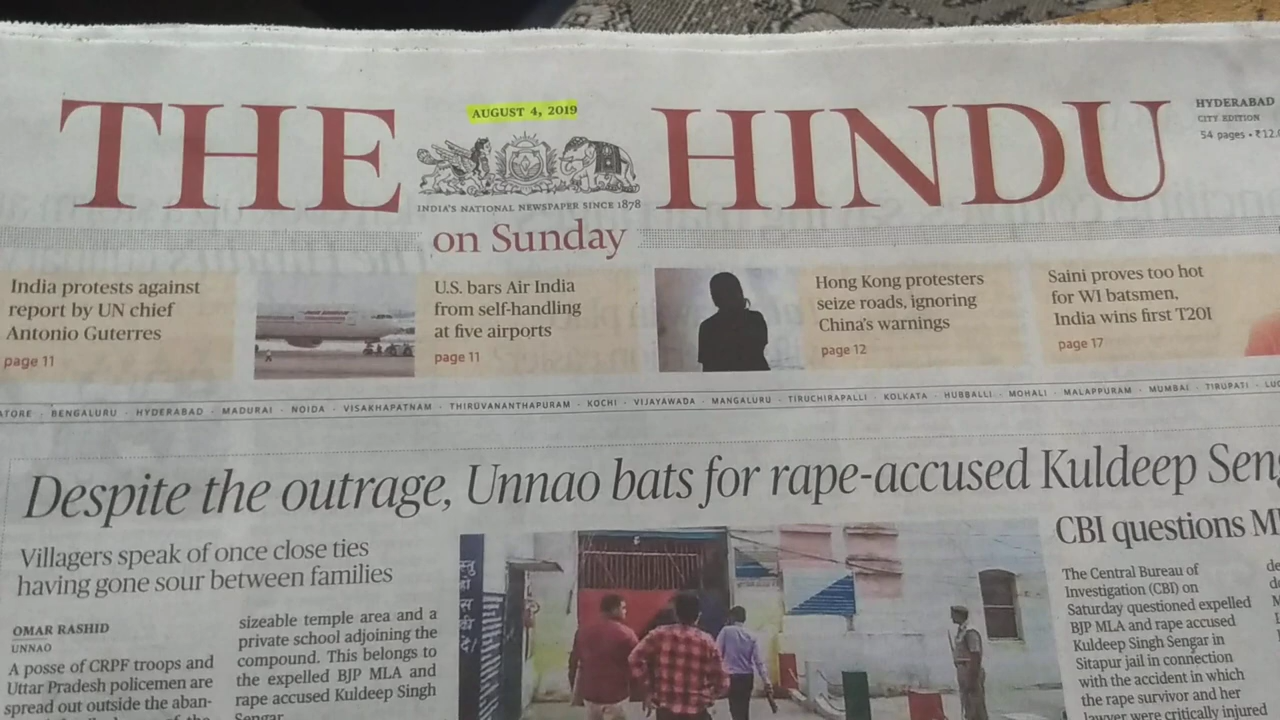 AUGUST 4, 2019
THE HINDU
INDIA'S NATIONAL NEWSPAPER SINCE 1878
on Sunday
HYDERABAD
CITY EDITION
54 pages • ₹12.
India protests against
report by UN chief
Antonio Guterres
page 11
U.S. bars Air India
from self-handling
at five airports
page 11
Hong Kong protesters
seize roads, ignoring
China's warnings
page 12
Saini proves too hot
for WI batsmen,
India wins first T20I
page 17
ATORE · BENGALURU · HYDERABAD · MADURAI · NOIDA · VISAKHAPATNAM · THIRUVANANTHAPURAM · KOCHI · VIJAYAWADA · MANGALURU · TIRUCHIRAPALLI · KOLKATA · HUBBALLI · MOHALI · MALAPPURAM · MUMBAI · TIRUPATI · LUC
Despite the outrage, Unnao bats for rape-accused Kuldeep Seng
Villagers speak of once close ties
having gone sour between families
OMAR RASHID
UNNAO
A posse of CRPF troops and
Uttar Pradesh policemen are
spread out outside the aban-
sizeable temple area and a
private school adjoining the
compound. This belongs to
the expelled BJP MLA and
rape accused Kuldeep Singh
Sengar.
CBI questions M
The Central Bureau of
Investigation (CBI) on
Saturday questioned expelled
BJP MLA and rape accused
Kuldeep Singh Sengar in
Sitapur jail in connection
with the accident in which
the rape survivor and her
lawyer were critically injured